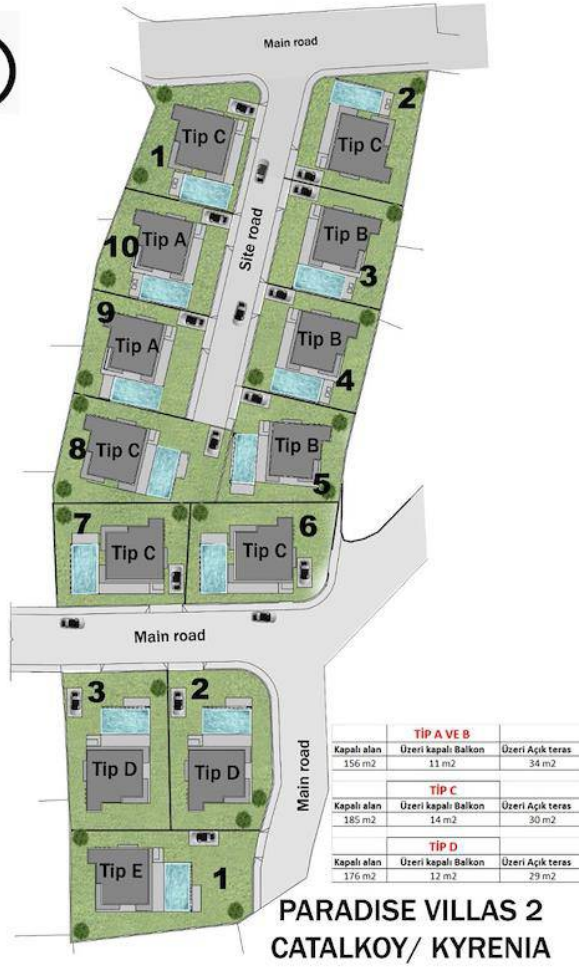 Main road
2
Tip C
Tip C
1
Site road
10
Tip A
Tip B
3
9
Tip A
Tip B
4
8
Tip C
Tip B
5
7
Tip C
6
Tip C
Main road
3
2
Tip D
Tip D
Main road
Tip E
1
TİP A VE B
Kapalı alan Üzeri kapalı Balkon Üzeri Açık teras
156 m2 11 m2 34 m2
TİP C
Kapalı alan Üzeri kapalı Balkon Üzeri Açık teras
185 m2 14 m2 30 m2
TİP D
Kapalı alan Üzeri kapalı Balkon Üzeri Açık teras
176 m2 12 m2 29 m2
PARADISE VILLAS 2
CATALKOY/ KYRENIA